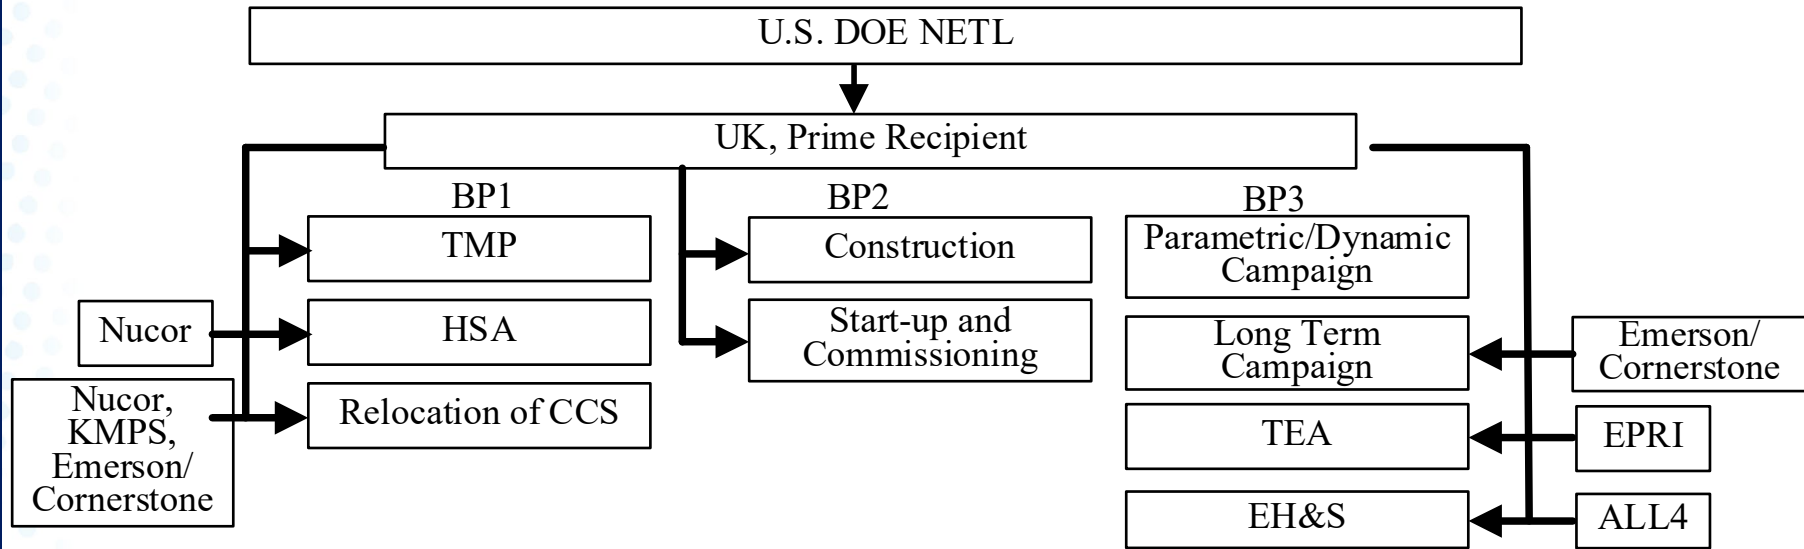 U.S. DOE NETL
UK, Prime Recipient
BP1
BP2
BP3
TMP
Construction
Parametric/Dynamic
Campaign
Nucor
HSA
Start-up and
Commissioning
Long Term
Campaign
Emerson/
Cornerstone
Nucor,
KMPS,
Emerson/
Cornerstone
Relocation of CCS
TEA
EPRI
EH&S
ALL4